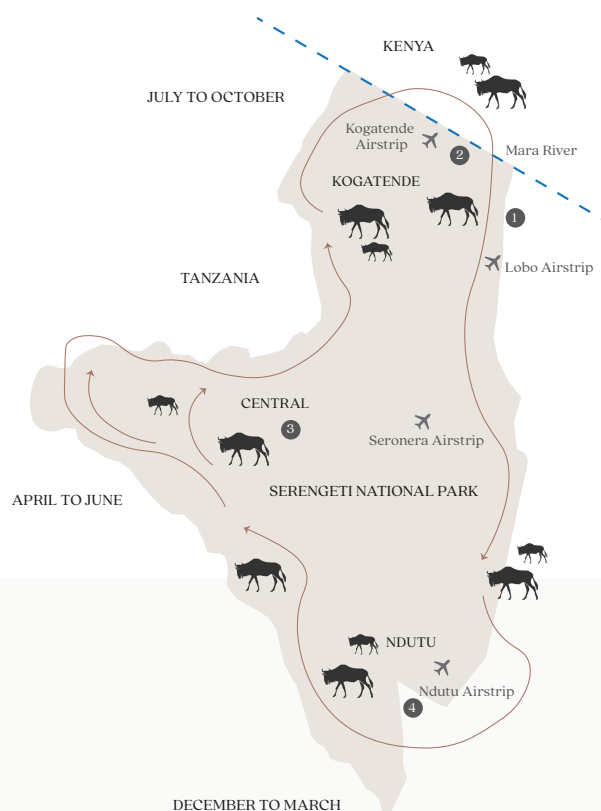 KENYA
JULY TO OCTOBER
Kogatende
Airstrip
2
Mara River
KOGATENDE
1
TANZANIA
Lobo Airstrip
CENTRAL
3
Seronera Airstrip
APRIL TO JUNE
SERENGETI NATIONAL PARK
NDUTU
Ndutu Airstrip
4
DECEMBER TO MARCH